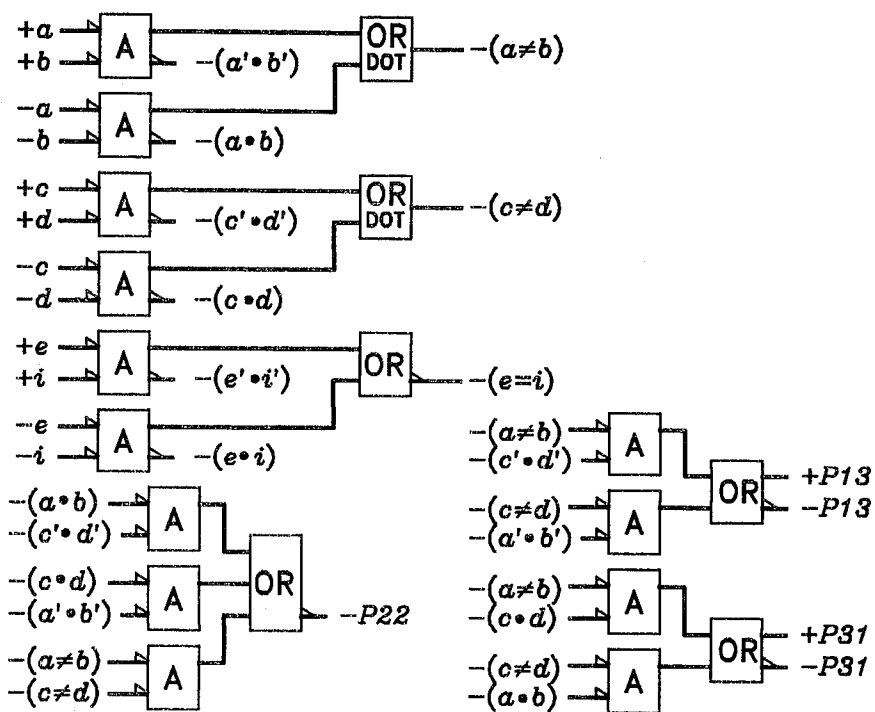 +a A OR DOT −(a≠b)
+b −(a'•b')
−a A
−b −(a•b)
+c A OR DOT −(c≠d)
+d −(c'•d')
−c A
−d −(c•d)
+e A OR −(e=i)
+i −(e'•i')
−e A
−i −(e•i)
−(a•b) A
−(c'•d')
−(c•d) A OR −P22
−(a'•b')
−(a≠b) A
−(c≠d)
−(a≠b) A
−(c'•d')
OR +P13
−P13
−(c≠d) A
−(a'•b')
−(a≠b) A
−(c•d)
OR +P31
−P31
−(c≠d) A
−(a•b)